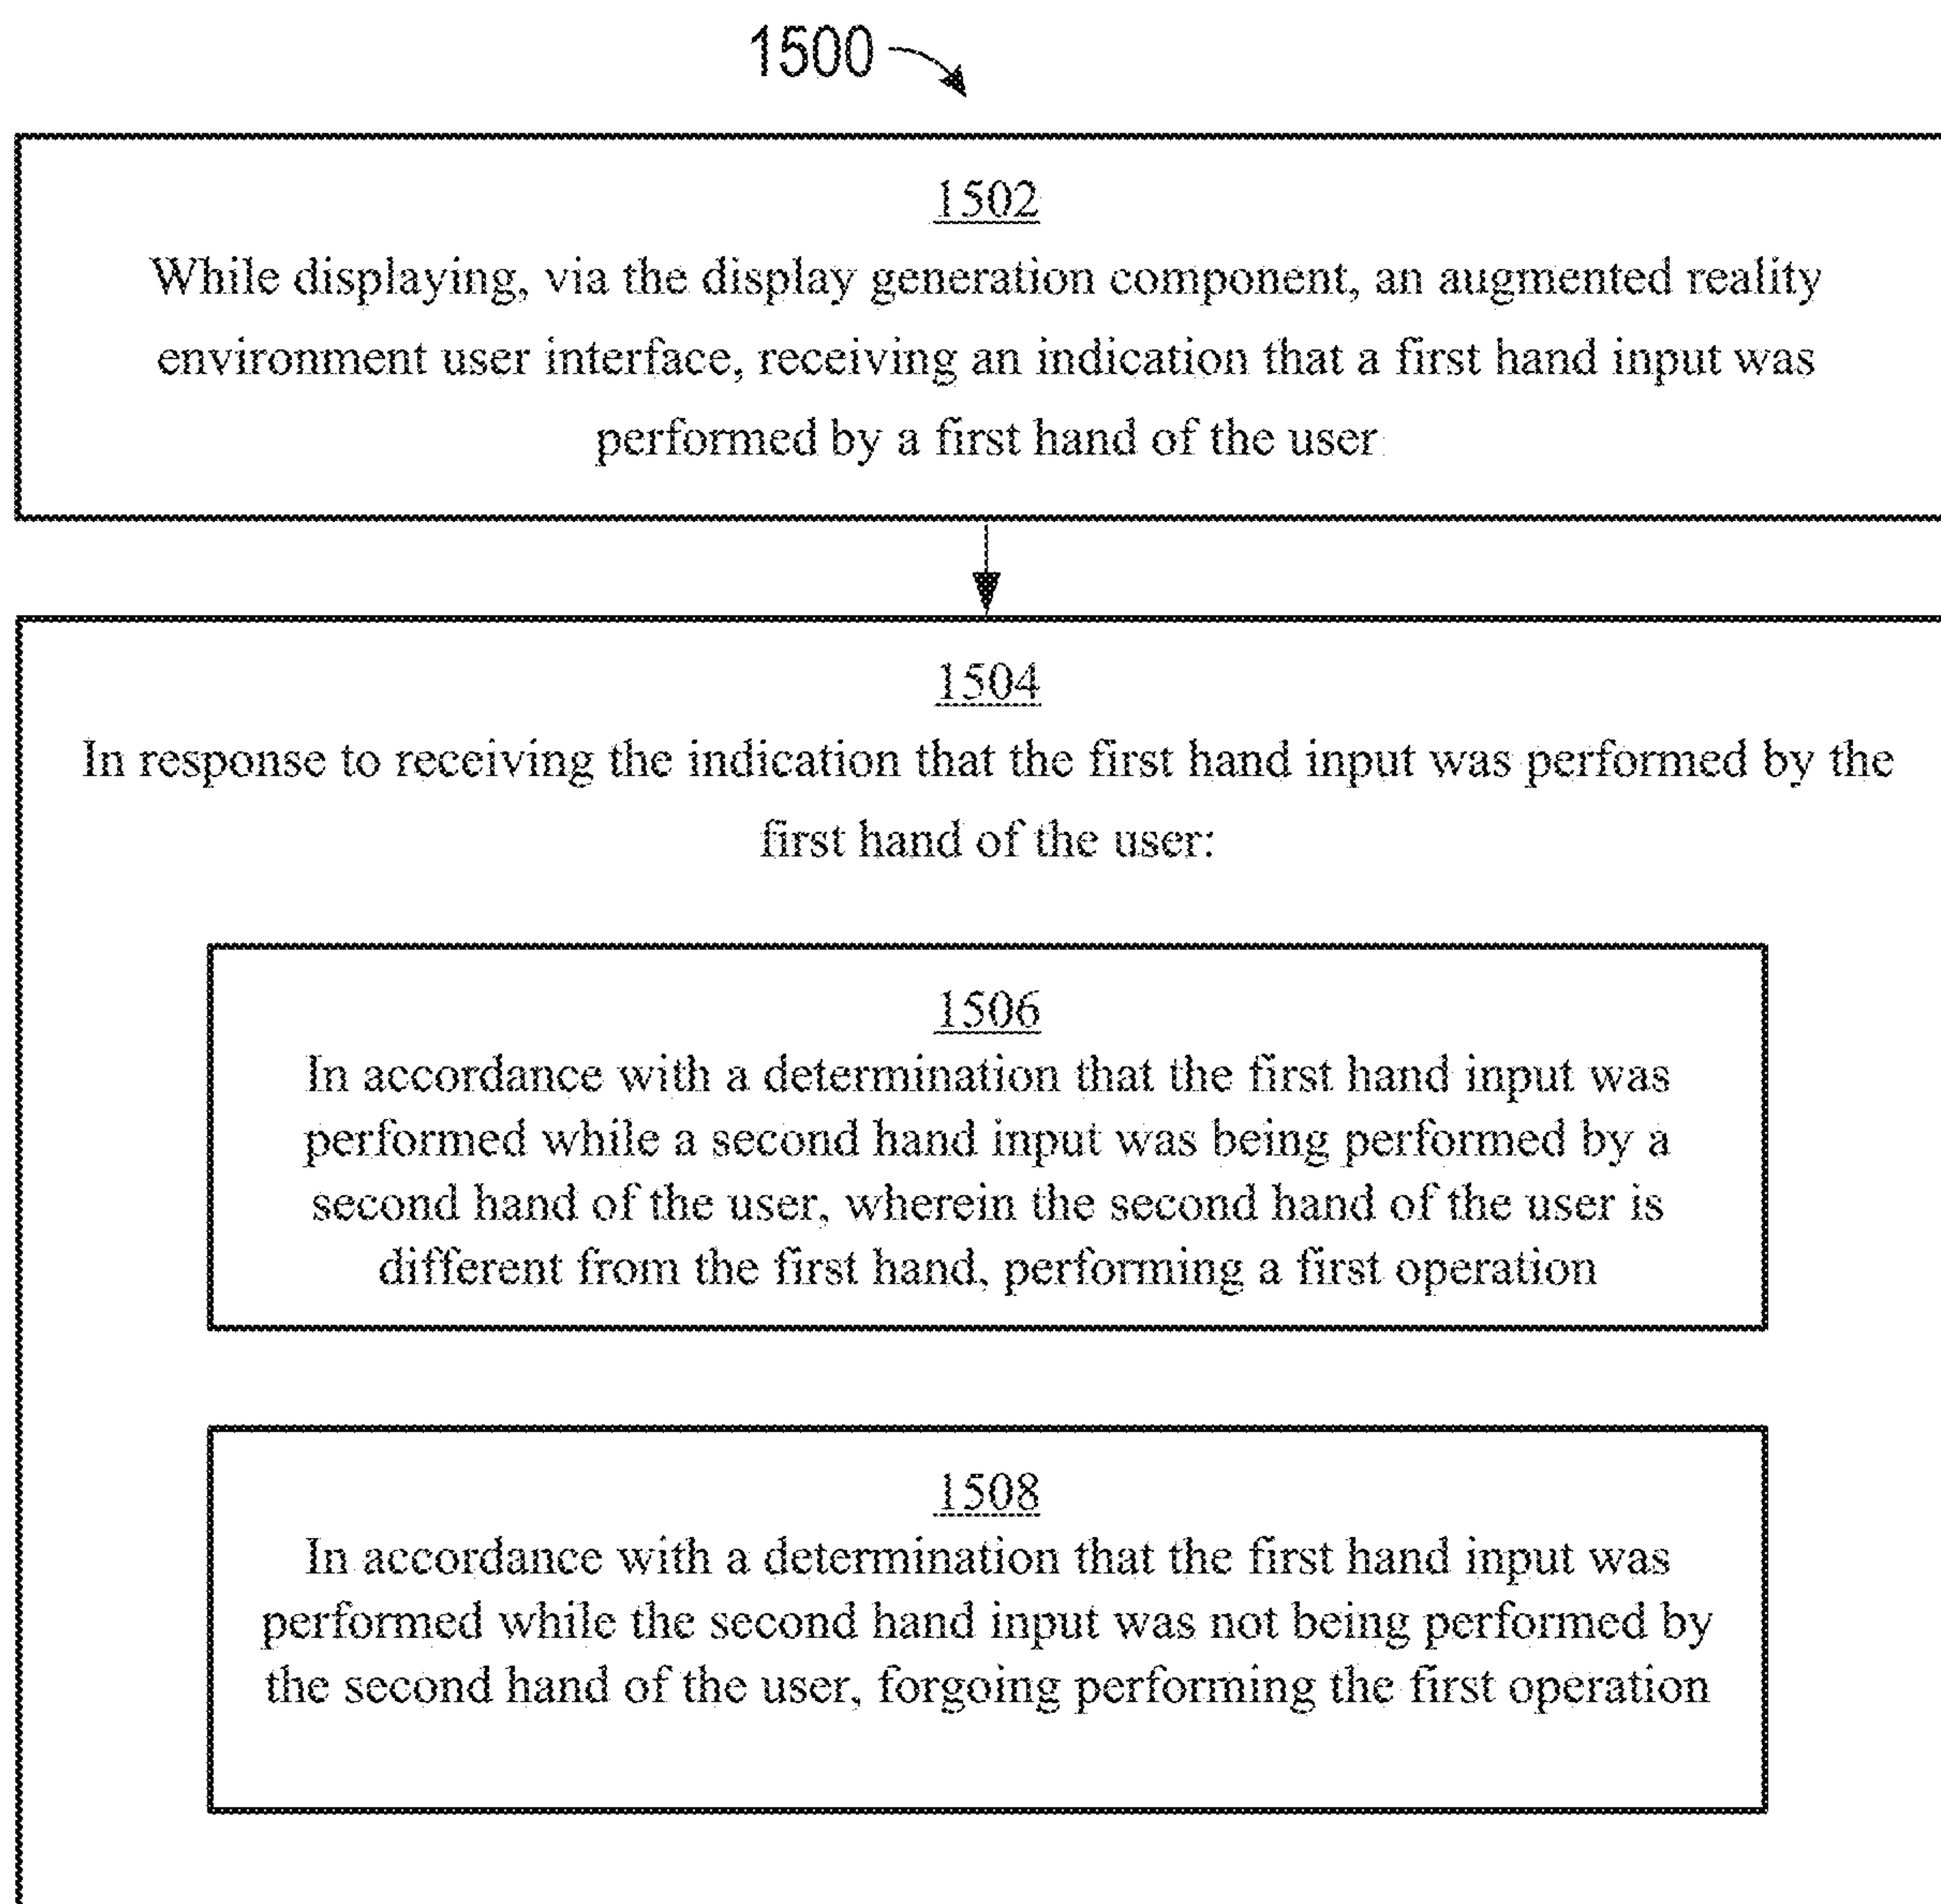 1500
1502
While displaying, via the display generation component, an augmented reality
environment user interface, receiving an indication that a first hand input was
performed by a first hand of the user
1504
In response to receiving the indication that the first hand input was performed by the
first hand of the user:
1506
In accordance with a determination that the first hand input was
performed while a second hand input was being performed by a
second hand of the user, wherein the second hand of the user is
different from the first hand, performing a first operation
1508
In accordance with a determination that the first hand input was
performed while the second hand input was not being performed by
the second hand of the user, forgoing performing the first operation